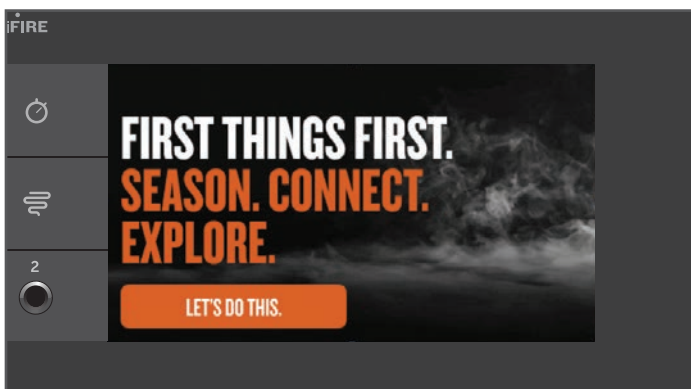 iFIRE
FIRST THINGS FIRST.
SEASON. CONNECT.
EXPLORE.
2
LET'S DO THIS.